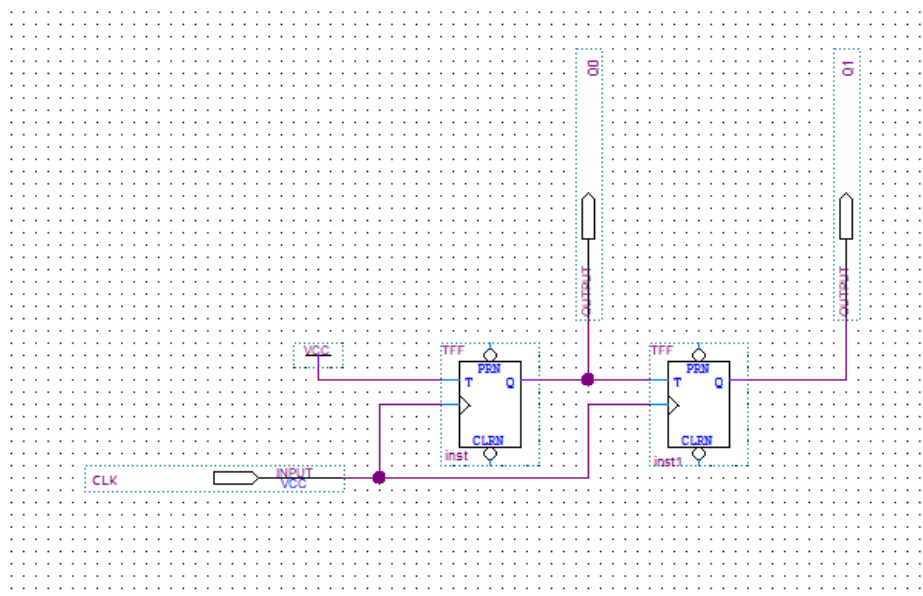 Q0
Q1
OUTPUT
OUTPUT
VCC
TFF
PRN
T
Q
CLRN
inst
TFF
PRN
T
Q
CLRN
inst1
CLK
INPUT
VCC